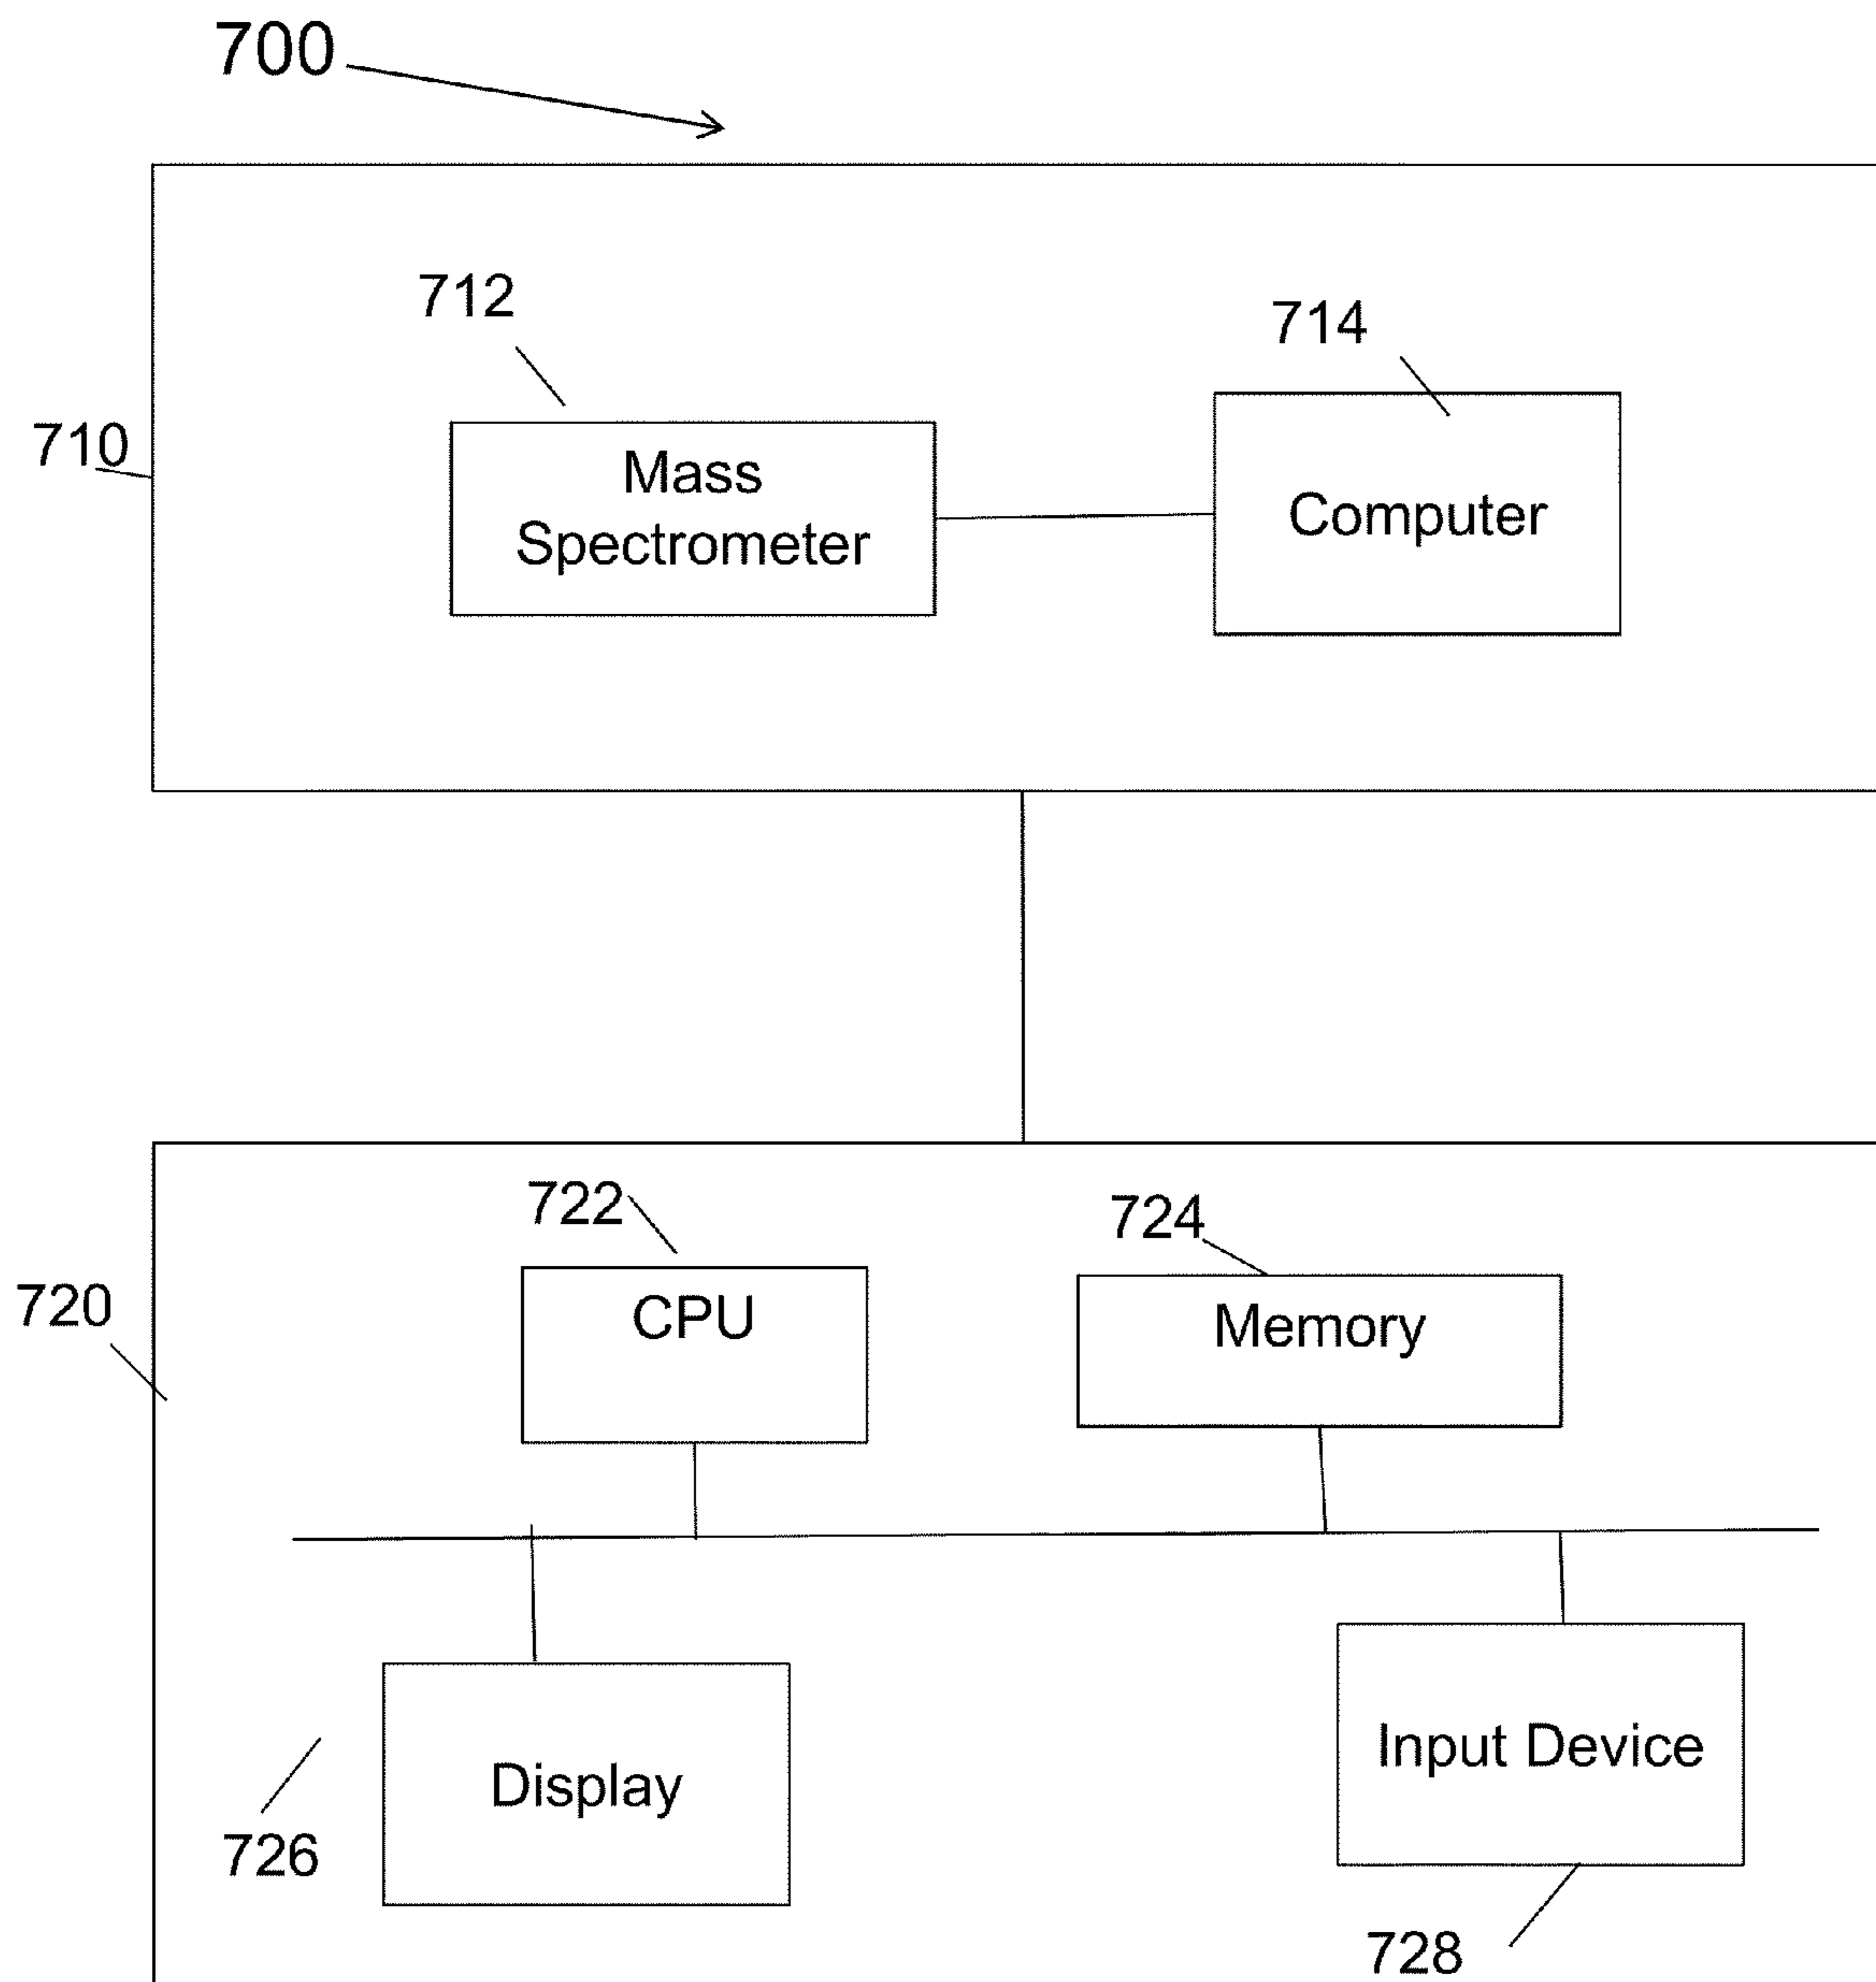 700
712
714
710
Mass
Spectrometer
Computer
722
724
720
CPU
Memory
Input Device
Display
726
728